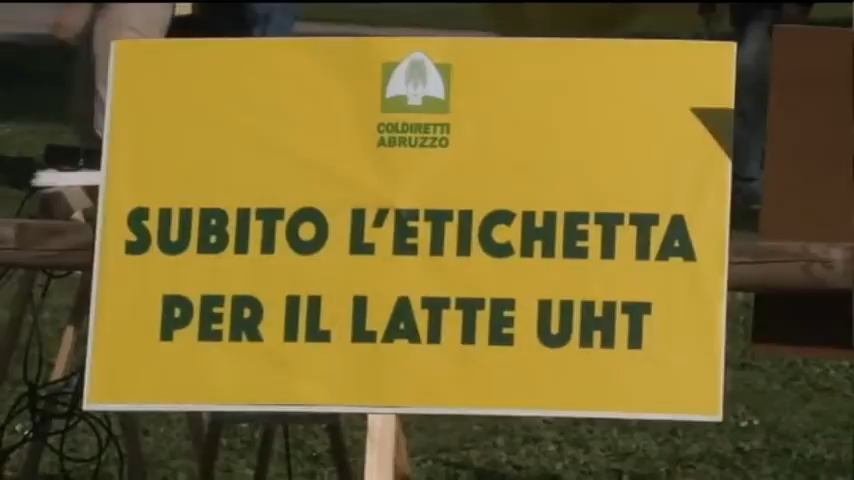 COLDIRETTI
ABRUZZO
SUBITO L'ETICHETTA
PER IL LATTE UHT